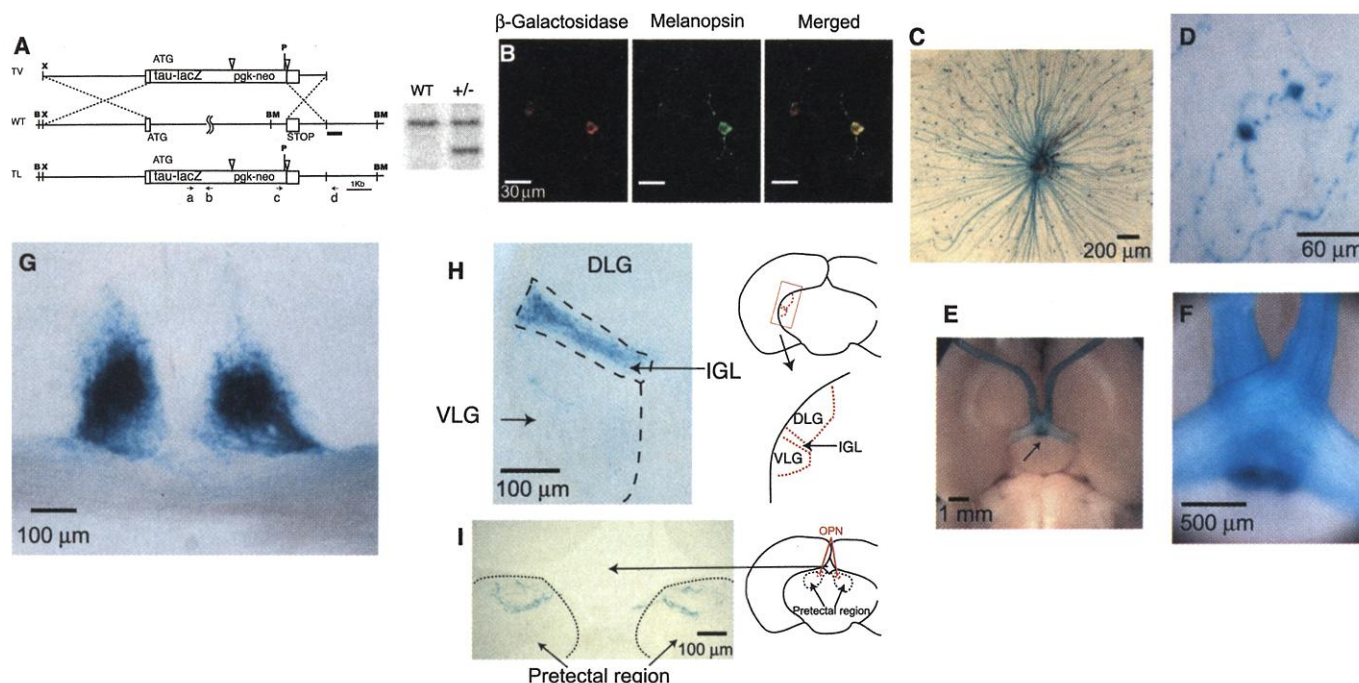 A
TV
X
ATG
tau-lacZ
pgk-neo
P
WT
B X
ATG
BM
STOP
BM
TL
B X
ATG
tau-lacZ
pgk-neo
P
BM
1Kb
a
b
c
d
WT
+/-
β-Galactosidase
Melanopsin
Merged
B
30 µm
C
200 µm
D
60 µm
G
100 µm
H
DLG
IGL
VLG
100 µm
DLG
IGL
VLG
E
1 mm
F
500 µm
I
100 µm
Pretectal region
OPN
Pretectal region